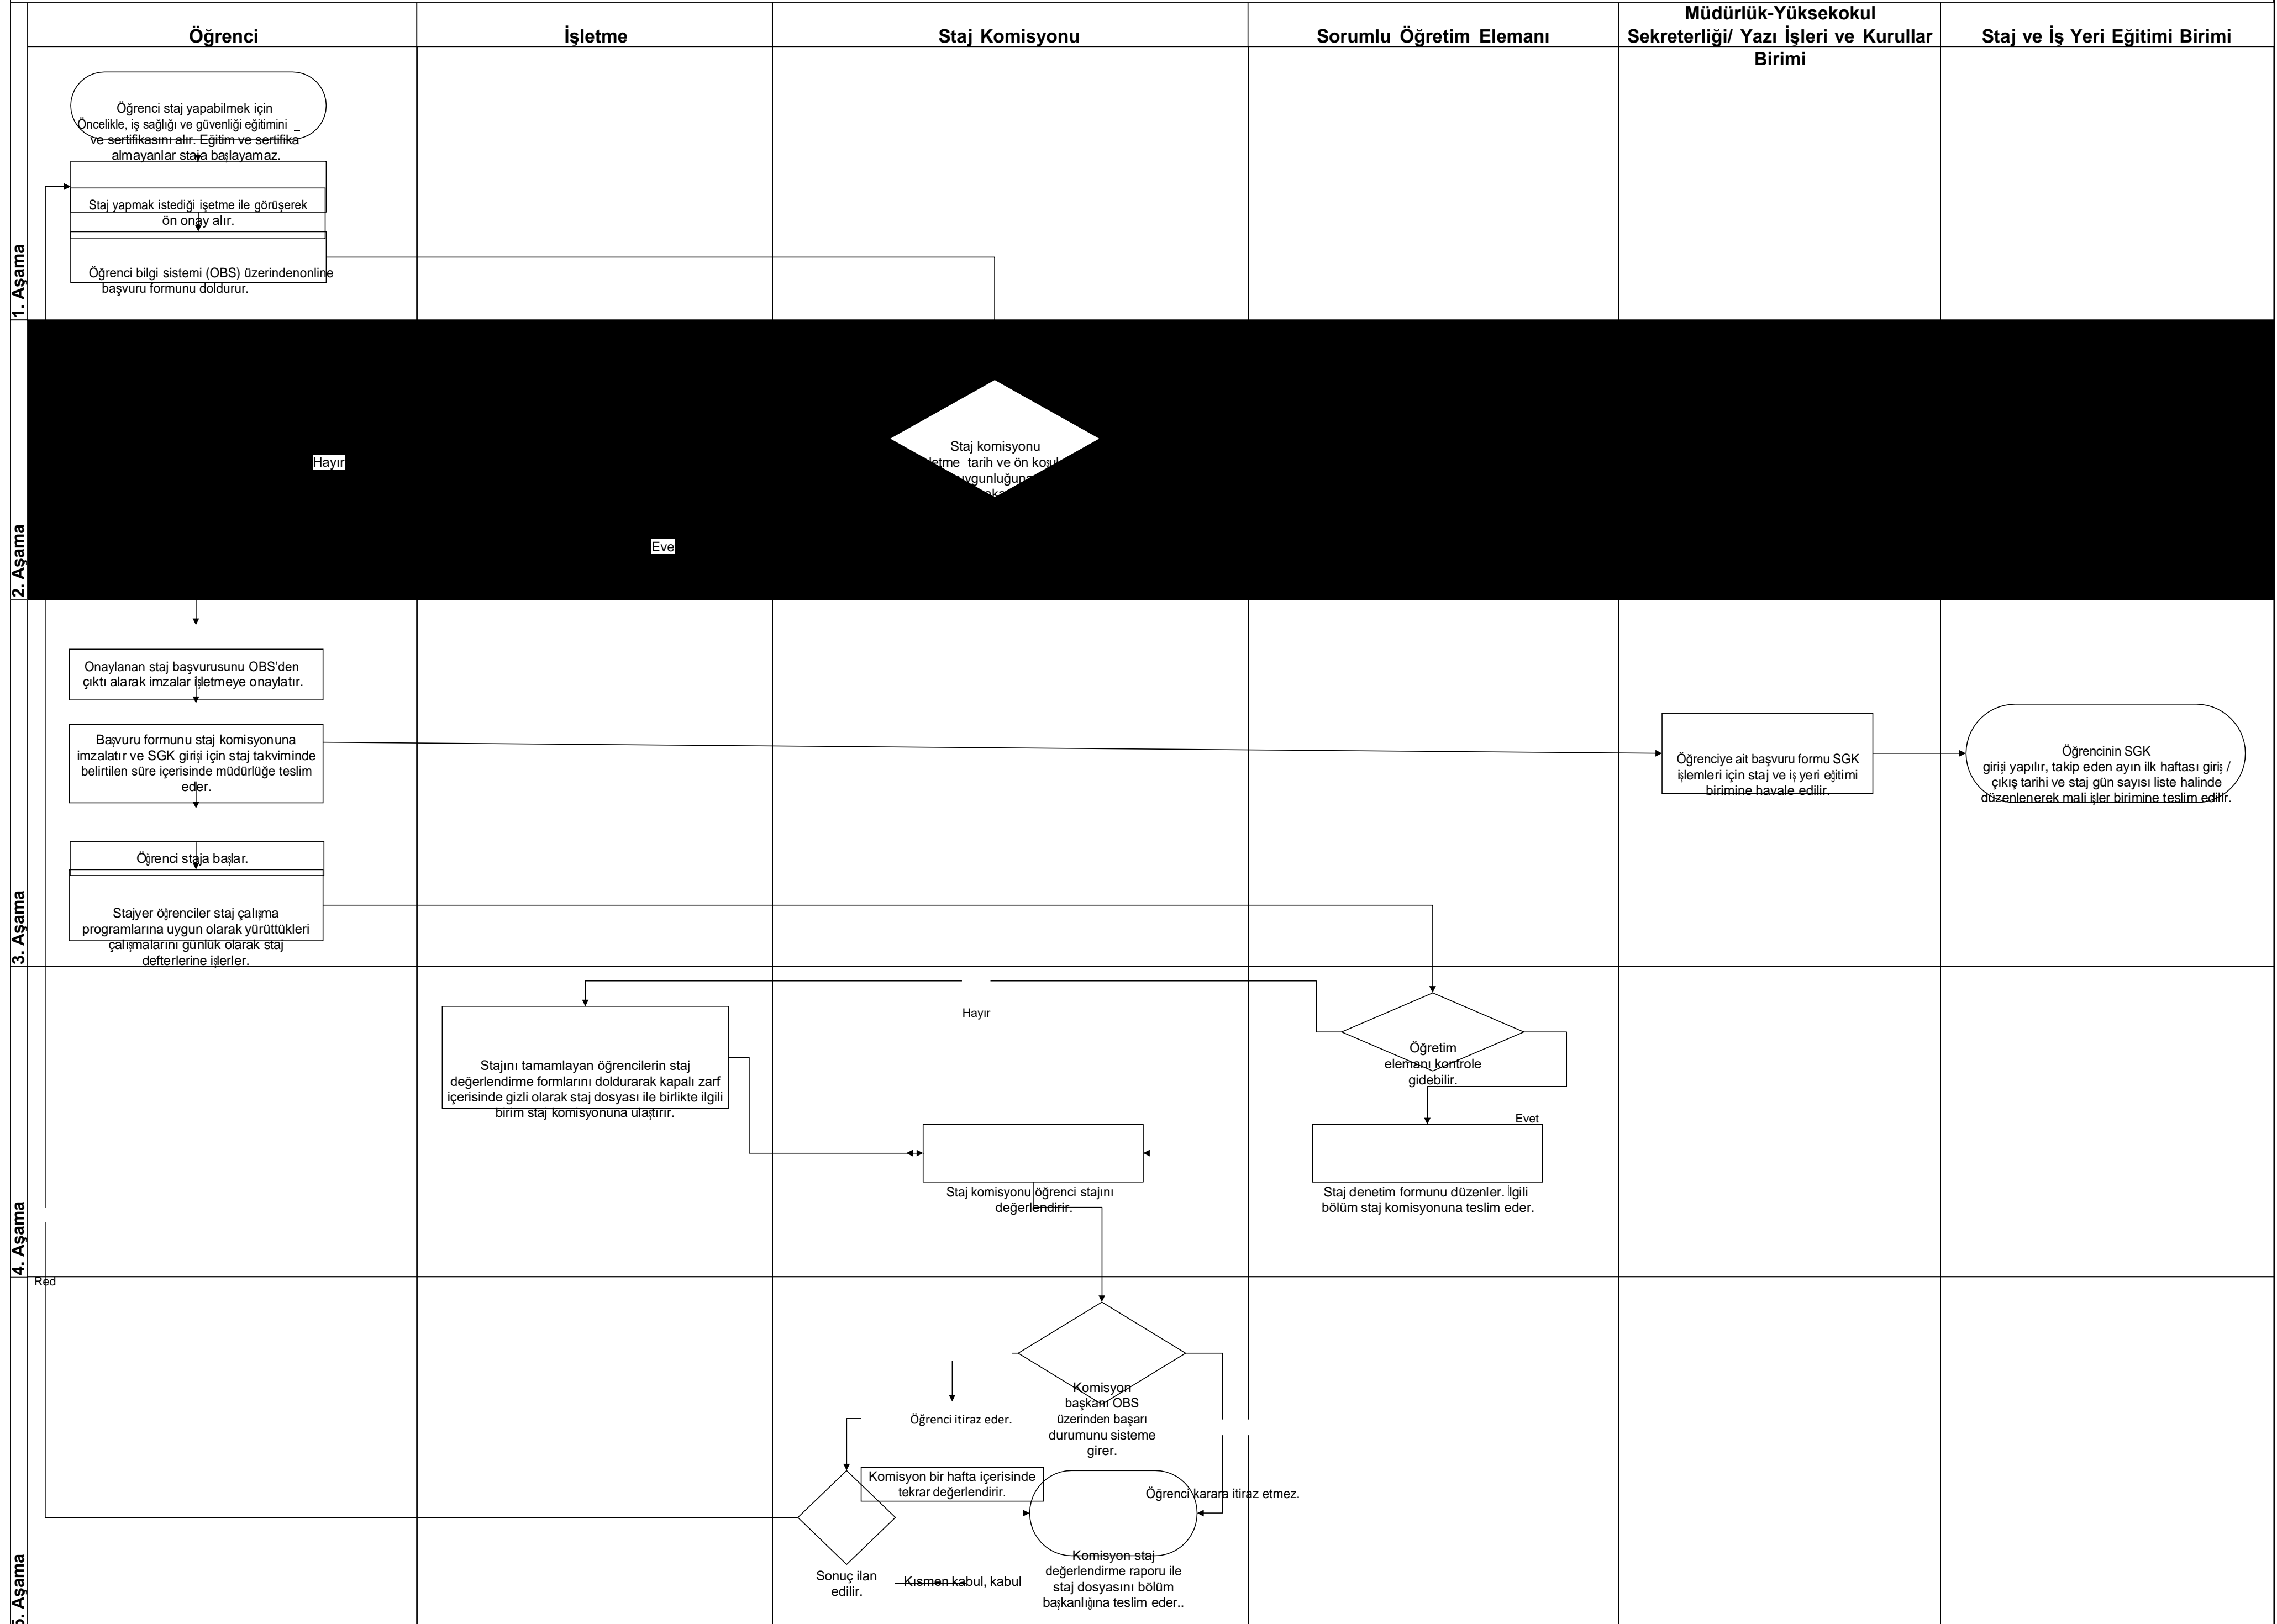 Öğrenci
İşletme
Staj Komisyonu
Sorumlu Öğretim Elemanı
Müdürlük-Yüksekokul
Sekreterliği/ Yazı İşleri ve Kurullar
Birimi
Staj ve İş Yeri Eğitimi Birimi
1. Aşama
Öğrenci staj yapabilmek için
Öncelikle, iş sağlığı ve güvenliği eğitimini
ve sertifikasını alır. Eğitim ve sertifika
almayanlar staja başlayamaz.
Staj yapmak istediği işetme ile görüşerek
ön onay alır.
Öğrenci bilgi sistemi (OBS) üzerindenonline
başvuru formunu doldurur.
2. Aşama
Staj komisyonu
tarih ve ön
Hayır
Eve
3. Aşama
Onaylanan staj başvurusunu OBS'den
çıktı alarak imzalar işletmeye onaylatır.
Başvuru formunu staj komisyonuna
imzalatır ve SGK girişi için staj takviminde
belirtilen süre içerisinde müdürlüğe teslim
eder.
Öğrenciye ait başvuru formu SGK
işlemleri için staj ve iş yeri eğitimi
birimine havale edilir.
Öğrencinin SGK
girişi yapılır, takip eden ayın ilk haftası giriş /
çıkış tarihi ve staj gün sayısı liste halinde
düzenlenerek mali işler birimine teslim edilir.
Öğrenci staja başlar.
Stajyer öğrenciler staj çalışma
programlarına uygun olarak yürüttükleri
çalışmalarını günlük olarak staj
defterlerine işlerler.
4. Aşama
Hayır
Stajını tamamlayan öğrencilerin staj
değerlendirme formlarını doldurarak kapalı zarf
içerisinde gizli olarak staj dosyası ile birlikte ilgili
birim staj komisyonuna ulaştırır.
Öğretim
elemanı kontrole
gidebilir.
Evet
Staj komisyonu öğrenci stajını
değerlendirir.
Staj denetim formunu düzenler. İlgili
bölüm staj komisyonuna teslim eder.
5. Aşama
Red
Komisyon
başkanı OBS
üzerinden başarı
durumunu sisteme
girer.
Öğrenci itiraz eder.
Komisyon bir hafta içerisinde
tekrar değerlendirir.
Öğrenci karara itiraz etmez.
Sonuç ilan
edilir.
Kısmen kabul, kabul
Komisyon staj
değerlendirme raporu ile
staj dosyasını bölüm
başkanlığına teslim eder..